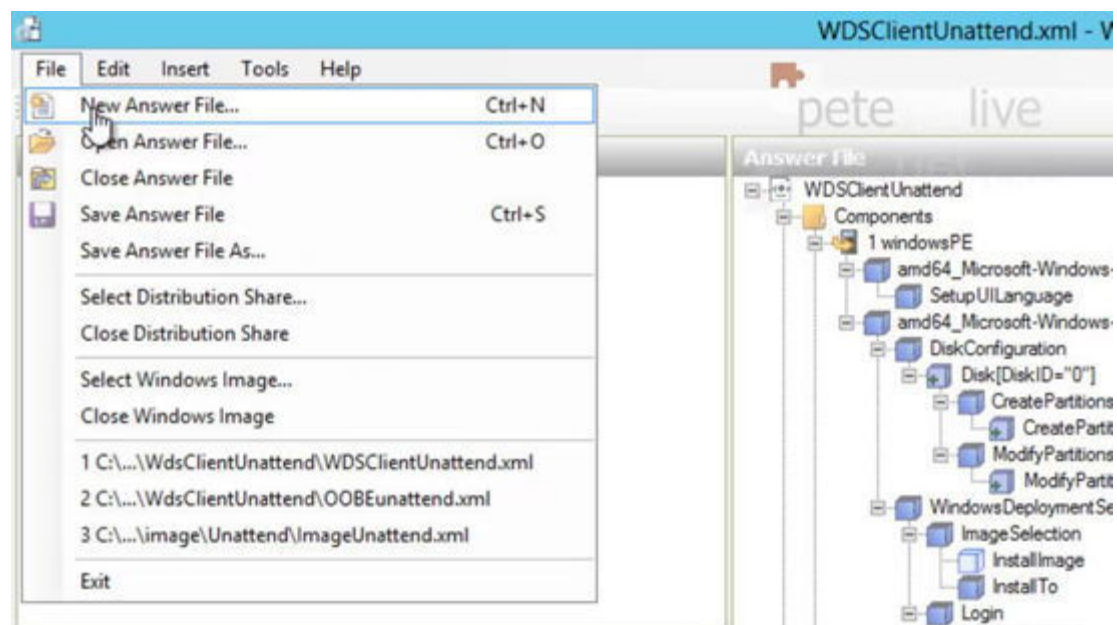 WDSClientUnattend.xml - W
File Edit Insert Tools Help
New Answer File... Ctrl+N
Open Answer File... Ctrl+O
Close Answer File
Save Answer File Ctrl+S
Save Answer File As...
Select Distribution Share...
Close Distribution Share
Select Windows Image...
Close Windows Image
1 C:\...\WdsClientUnattend\WDSClientUnattend.xml
2 C:\...\WdsClientUnattend\OOBEunattend.xml
3 C:\...\image\Unattend\ImageUnattend.xml
Exit
pete live
Answer File
WDSClientUnattend
Components
1 windowsPE
amd64_Microsoft-Windows-
SetupUILanguage
amd64_Microsoft-Windows-
DiskConfiguration
Disk[DiskID="0"]
CreatePartitions
CreatePartit
ModifyPartitions
ModifyPartit
WindowsDeploymentSe
ImageSelection
InstallImage
InstallTo
Login